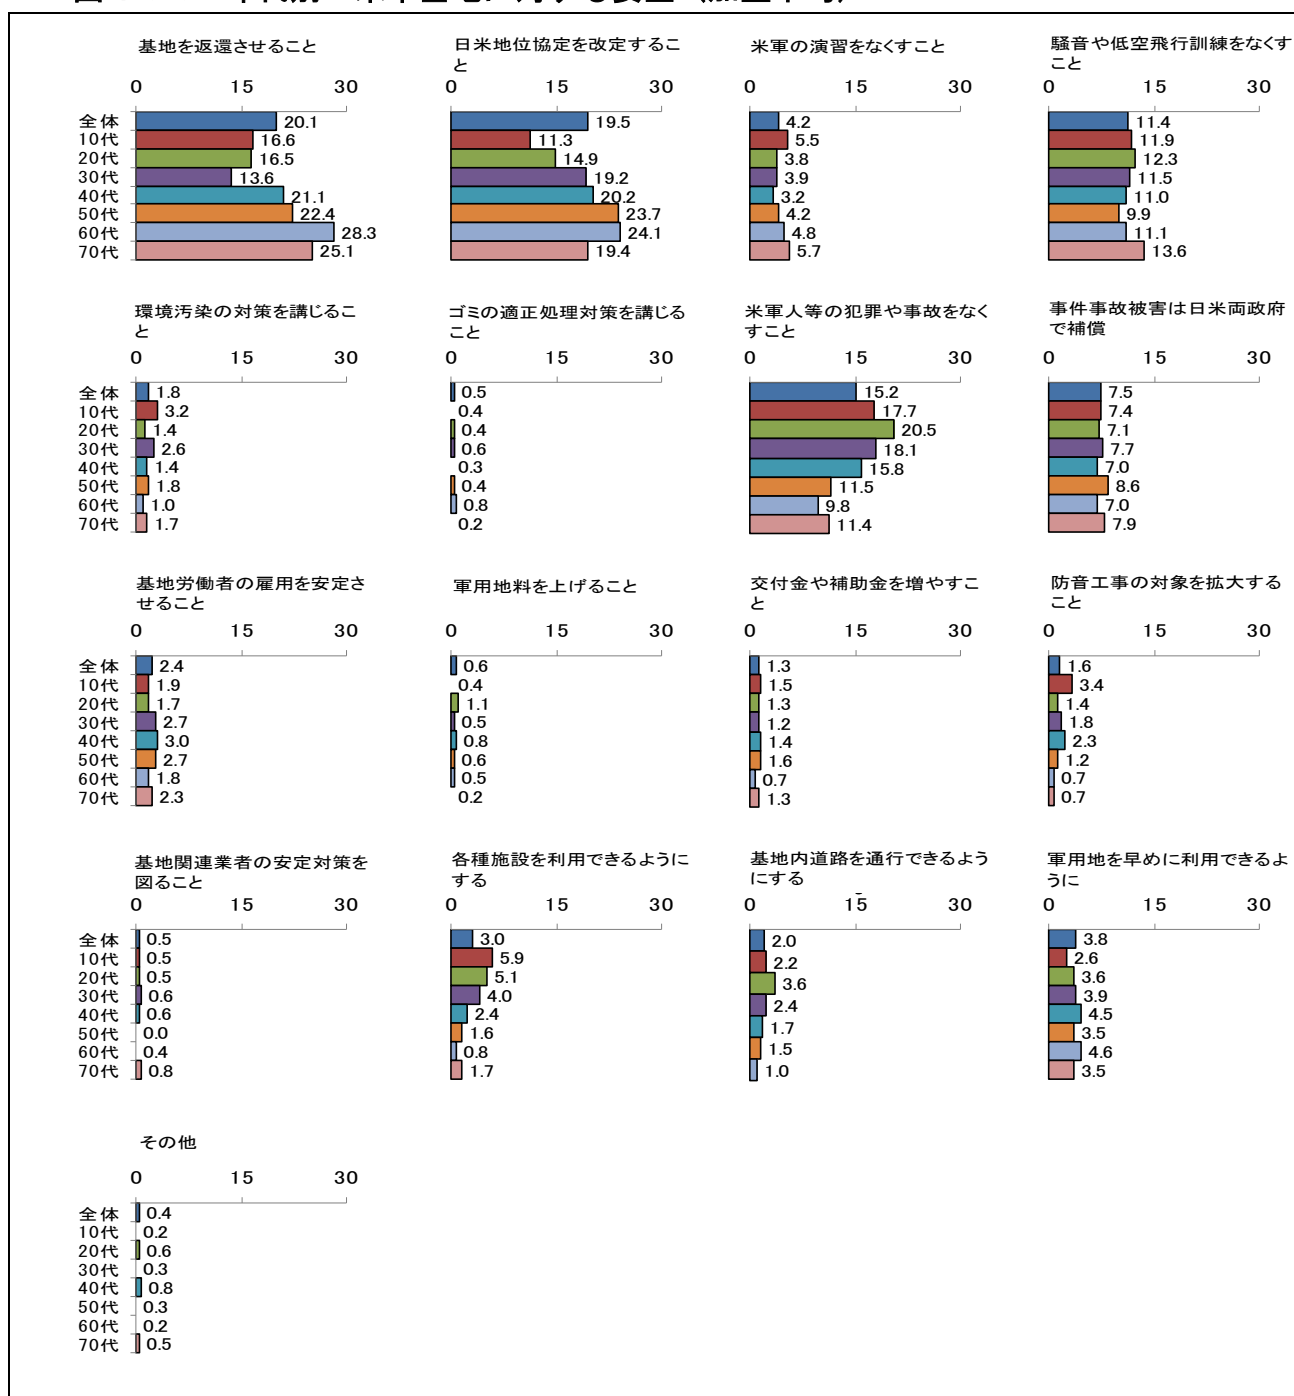 図
年代別 米軍基地に対する要望（加重平均）
基地を返還させること
0 15 30
全体 20.1
10代 16.6
20代 16.5
30代 13.6
40代 21.1
50代 22.4
60代 28.3
70代 25.1
日米地位協定を改定するこ
と
0 15 30
19.5
11.3
14.9
19.2
20.2
23.7
24.1
19.4
米軍の演習をなくすこと
0 15 30
4.2
5.5
3.8
3.9
3.2
4.2
4.8
5.7
騒音や低空飛行訓練をなくす
こと
0 15 30
11.4
11.9
12.3
11.5
11.0
9.9
11.1
13.6
環境汚染の対策を講じるこ
と
0 15 30
全体 1.8
10代 3.2
20代 1.4
30代 2.6
40代 1.4
50代 1.8
60代 1.0
70代 1.7
ゴミの適正処理対策を講じる
こと
0 15 30
0.5
0.4
0.4
0.6
0.3
0.4
0.8
0.2
米軍人等の犯罪や事故をなく
すこと
0 15 30
15.2
17.7
20.5
18.1
15.8
11.5
9.8
11.4
事件事故被害は日米両政府
で補償
0 15 30
7.5
7.4
7.1
7.7
7.0
8.6
7.0
7.9
基地労働者の雇用を安定さ
せること
0 15 30
全体 2.4
10代 1.9
20代 1.7
30代 2.7
40代 3.0
50代 2.7
60代 1.8
70代 2.3
軍用地料を上げること
0 15 30
0.6
0.4
1.1
0.5
0.8
0.6
0.5
0.2
交付金や補助金を増やすこ
と
0 15 30
1.3
1.5
1.3
1.2
1.4
1.6
0.7
1.3
防音工事の対象を拡大する
こと
0 15 30
1.6
3.4
1.4
1.8
2.3
1.2
0.7
0.7
基地関連業者の安定対策を
図ること
0 15 30
全体 0.5
10代 0.5
20代 0.5
30代 0.6
40代 0.6
50代 0.0
60代 0.4
70代 0.8
各種施設を利用できるように
する
0 15 30
3.0
5.9
5.1
4.0
2.4
1.6
0.8
1.7
基地内道路を通行できるよう
にする
0 15 30
2.0
2.2
3.6
2.4
1.7
1.5
1.0
軍用地を早めに利用できるよ
うに
0 15 30
3.8
2.6
3.6
3.9
4.5
3.5
4.6
3.5
その他
0 15 30
全体 0.4
10代 0.2
20代 0.6
30代 0.3
40代 0.8
50代 0.3
60代 0.2
70代 0.5